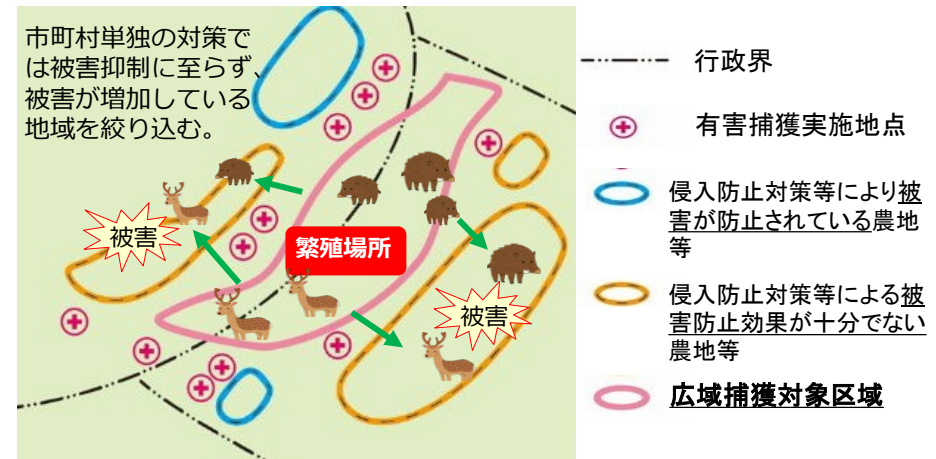 市町村単独の対策で
は被害抑制に至らず、
被害が増加している
地域を絞り込む。
被害
繁殖場所
被害
行政界
有害捕獲実施地点
侵入防止対策等により被
害が防止されている農地
等
侵入防止対策等による被
害防止効果が十分でない
農地等
広域捕獲対象区域